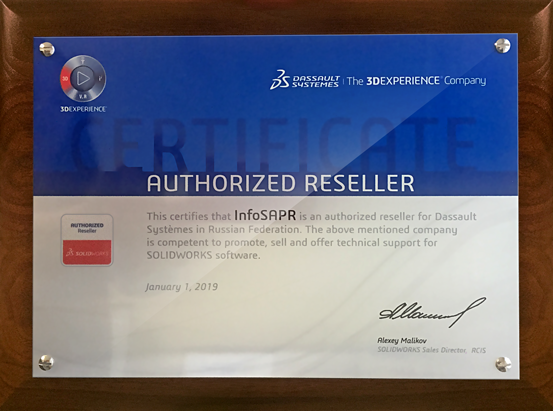 3DEXPERIENCE
DASSAULT SYSTEMES | The 3DEXPERIENCE Company
CERTIFICATE
AUTHORIZED RESELLER
AUTHORIZED
Reseller
SOLIDWORKS
This certifies that InfoSAPR is an authorized reseller for Dassault
Systèmes in Russian Federation. The above mentioned company
is competent to promote, sell and offer technical support for
SOLIDWORKS software.
January 1, 2019
Alexey Malikov
SOLIDWORKS Sales Director, RCIS